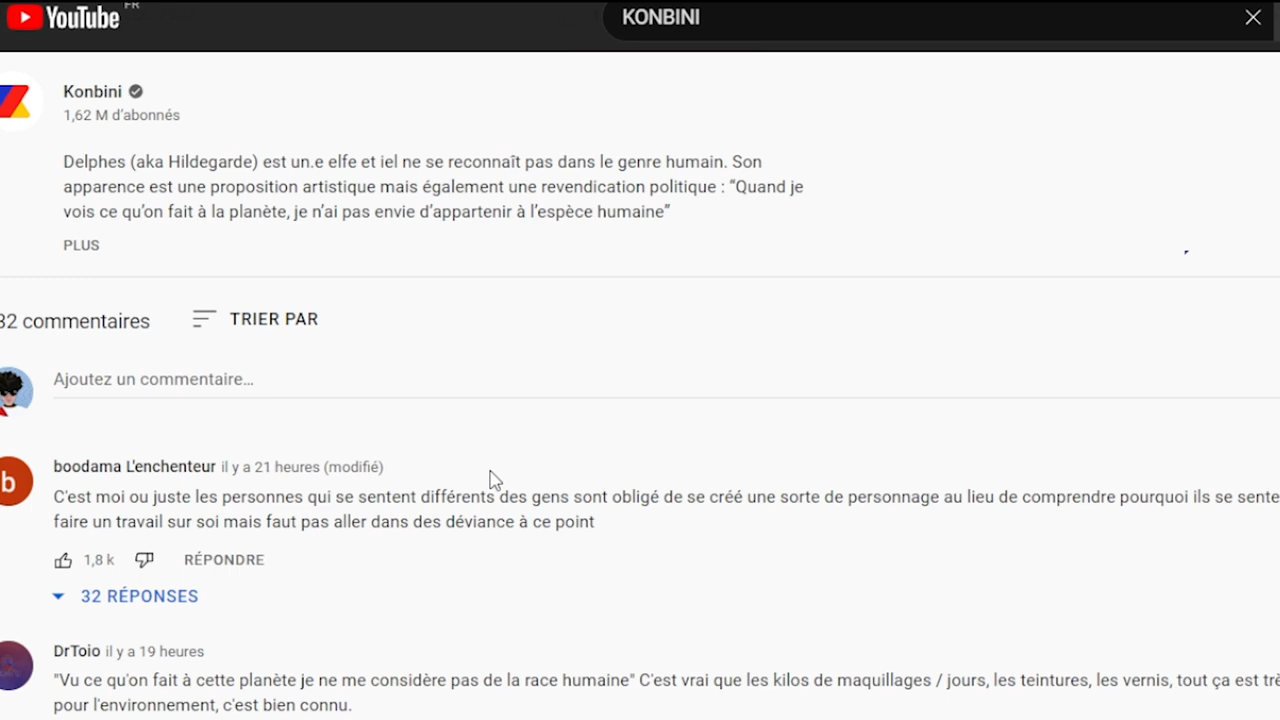 FR
YouTube
KONBINI
Konbini
1,62 M d'abonnés
Delphes (aka Hildegarde) est un.e elfe et iel ne se reconnaît pas dans le genre humain. Son
apparence est une proposition artistique mais également une revendication politique : “Quand je
vois ce qu'on fait à la planète, je n'ai pas envie d'appartenir à l'espèce humaine”
PLUS
32 commentaires
TRIER PAR
Ajoutez un commentaire...
b
boodama L'enchenteur il y a 21 heures (modifié)
C'est moi ou juste les personnes qui se sentent différents des gens sont obligé de se créé une sorte de personnage au lieu de comprendre pourquoi ils se sente
faire un travail sur soi mais faut pas aller dans des déviance à ce point
1,8 k
RÉPONDRE
32 RÉPONSES
DrToio il y a 19 heures
"Vu ce qu'on fait à cette planète je ne me considère pas de la race humaine" C'est vrai que les kilos de maquillages / jours, les teintures, les vernis, tout ça est
pour l'environnement, c'est bien connu.